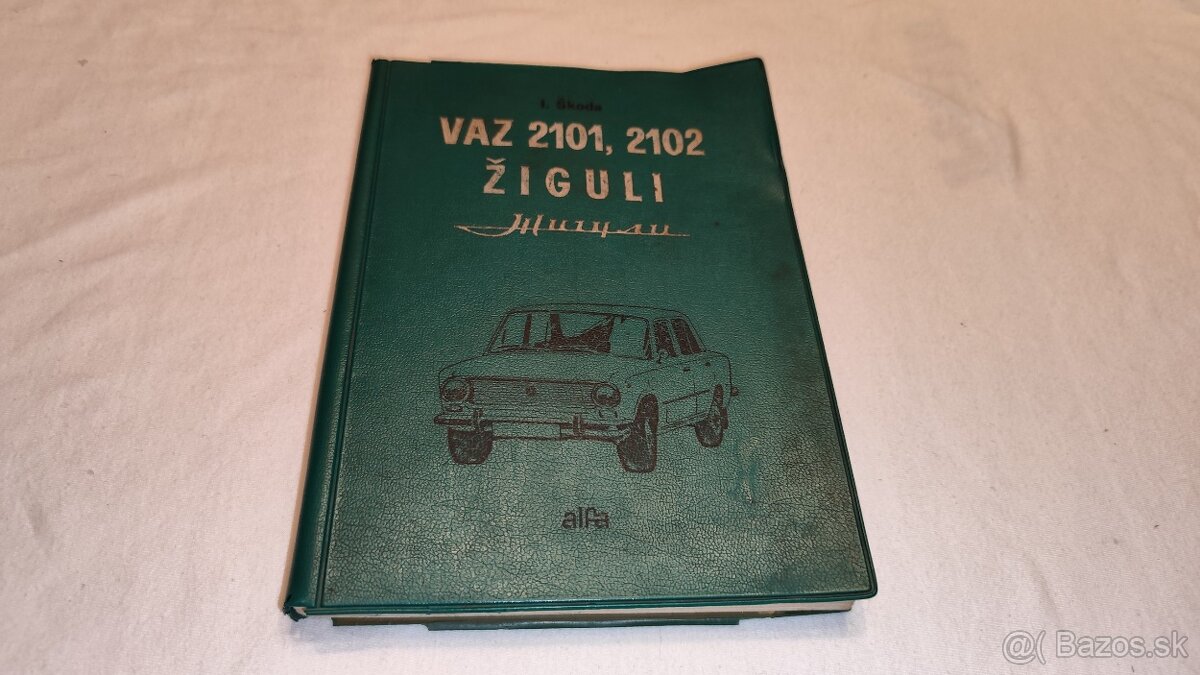 I. Škoda
VAZ 2101, 2102
ŽIGULI
Жигули
alfa
@( Bazos.sk